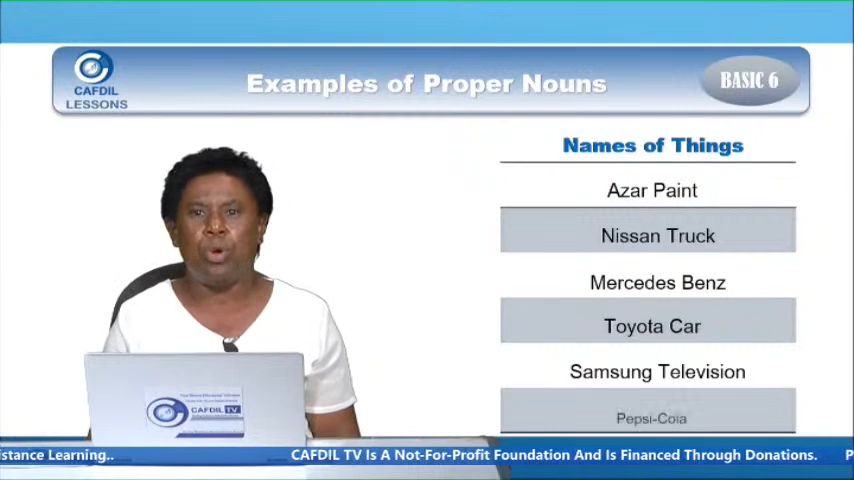 CAFDIL
LESSONS
Examples of Proper Nouns
BASIC 6
Names of Things
Azar Paint
Nissan Truck
Mercedes Benz
Toyota Car
Samsung Television
Pepsi-Cola
CAFDIL TV
istance Learning..
CAFDIL TV Is A Not-For-Profit Foundation And Is Financed Through Donations.
P